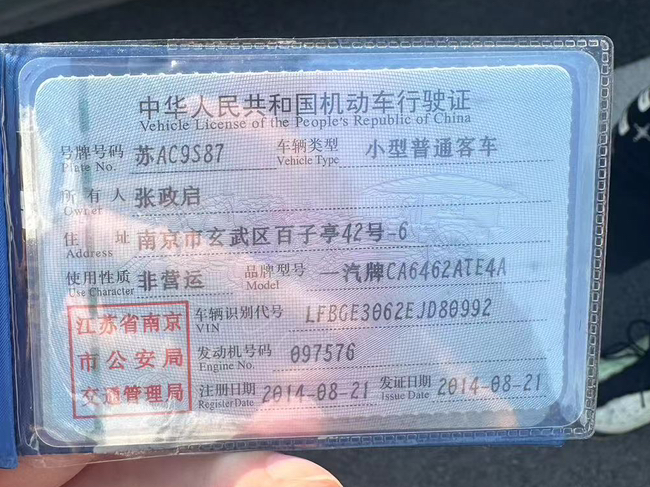 中华人民共和国机动车行驶证
Vehicle License of the People's Republic of China
号牌号码 苏AC9S87 车辆类型 小型普通客车
Plate No. Vehicle Type
所有人 张政启
Owner
住址 南京市玄武区百子亭42号-6
Address
使用性质 非营运 品牌型号 一汽牌CA6462ATE4A
Use Character Model
江苏省南京
市公安局
交通管理局
车辆识别代号 LFBGE3062EJD80992
VIN
发动机号码 097576
Engine No.
注册日期 2014-08-21 发证日期 2014-08-21
Register Date Issue Date